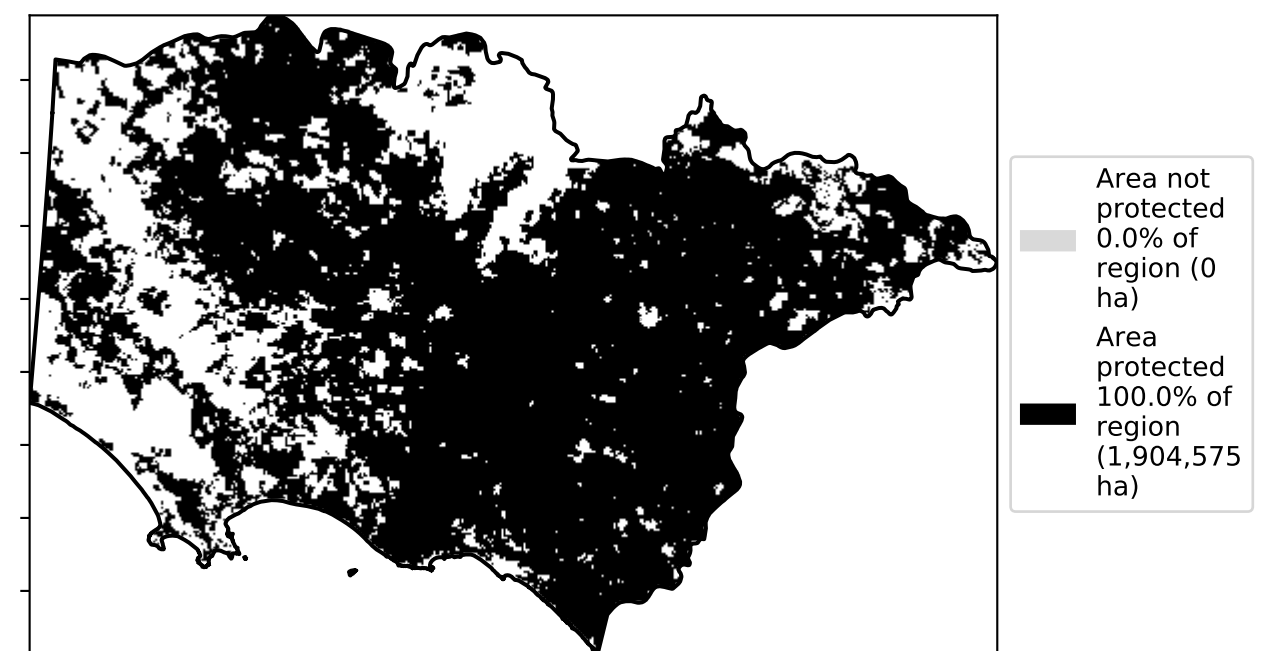 Area not
protected
0.0% of
region (0
ha)
Area
protected
100.0% of
region
(1,904,575
ha)